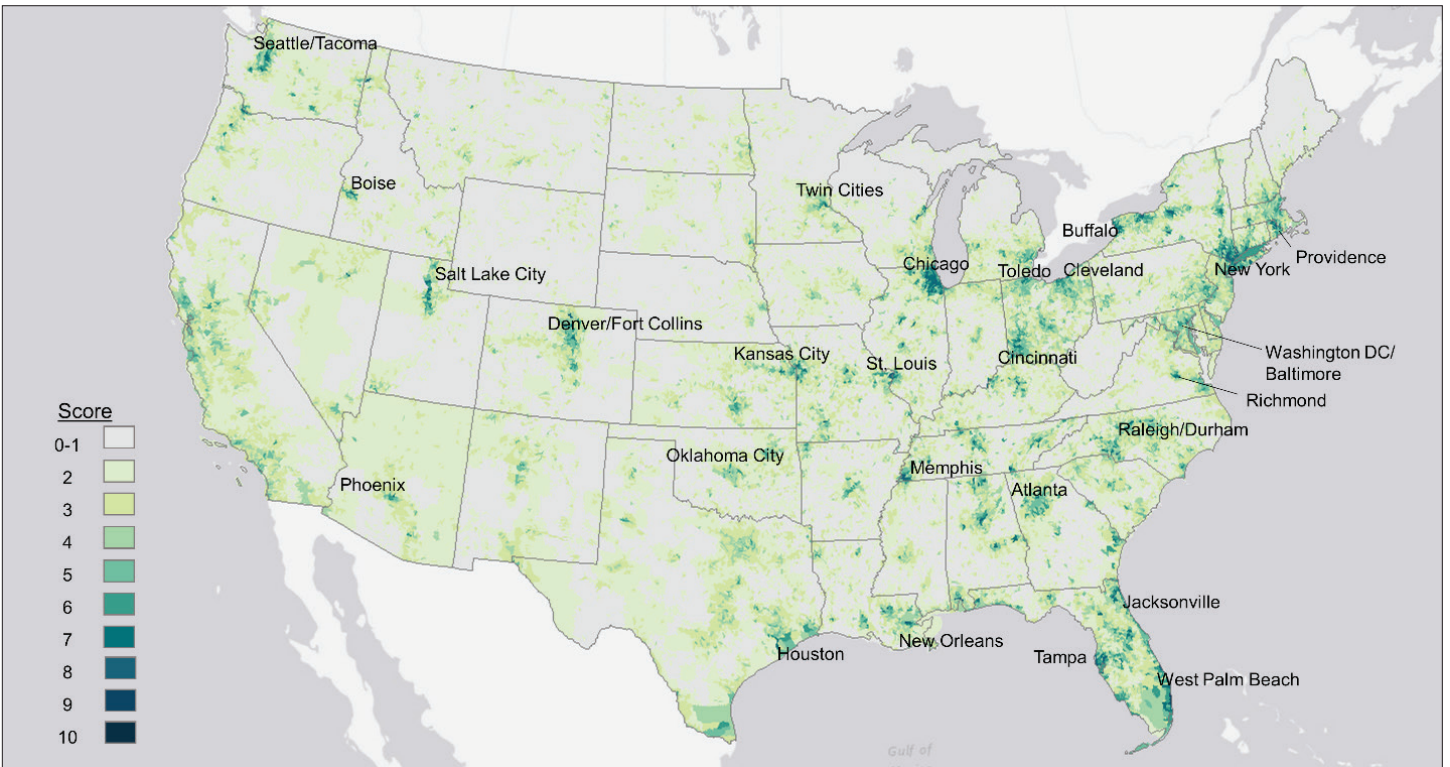 Seattle/Tacoma
Boise
Twin Cities
Buffalo
Providence
Salt Lake City
Chicago
Toledo
Cleveland
New York
Denver/Fort Collins
Kansas City
St. Louis
Cincinnati
Washington DC/
Baltimore
Richmond
Score
0-1
2
3
4
5
6
7
8
9
10
Raleigh/Durham
Oklahoma City
Memphis
Phoenix
Atlanta
Jacksonville
New Orleans
Houston
Tampa
West Palm Beach
Gulf of